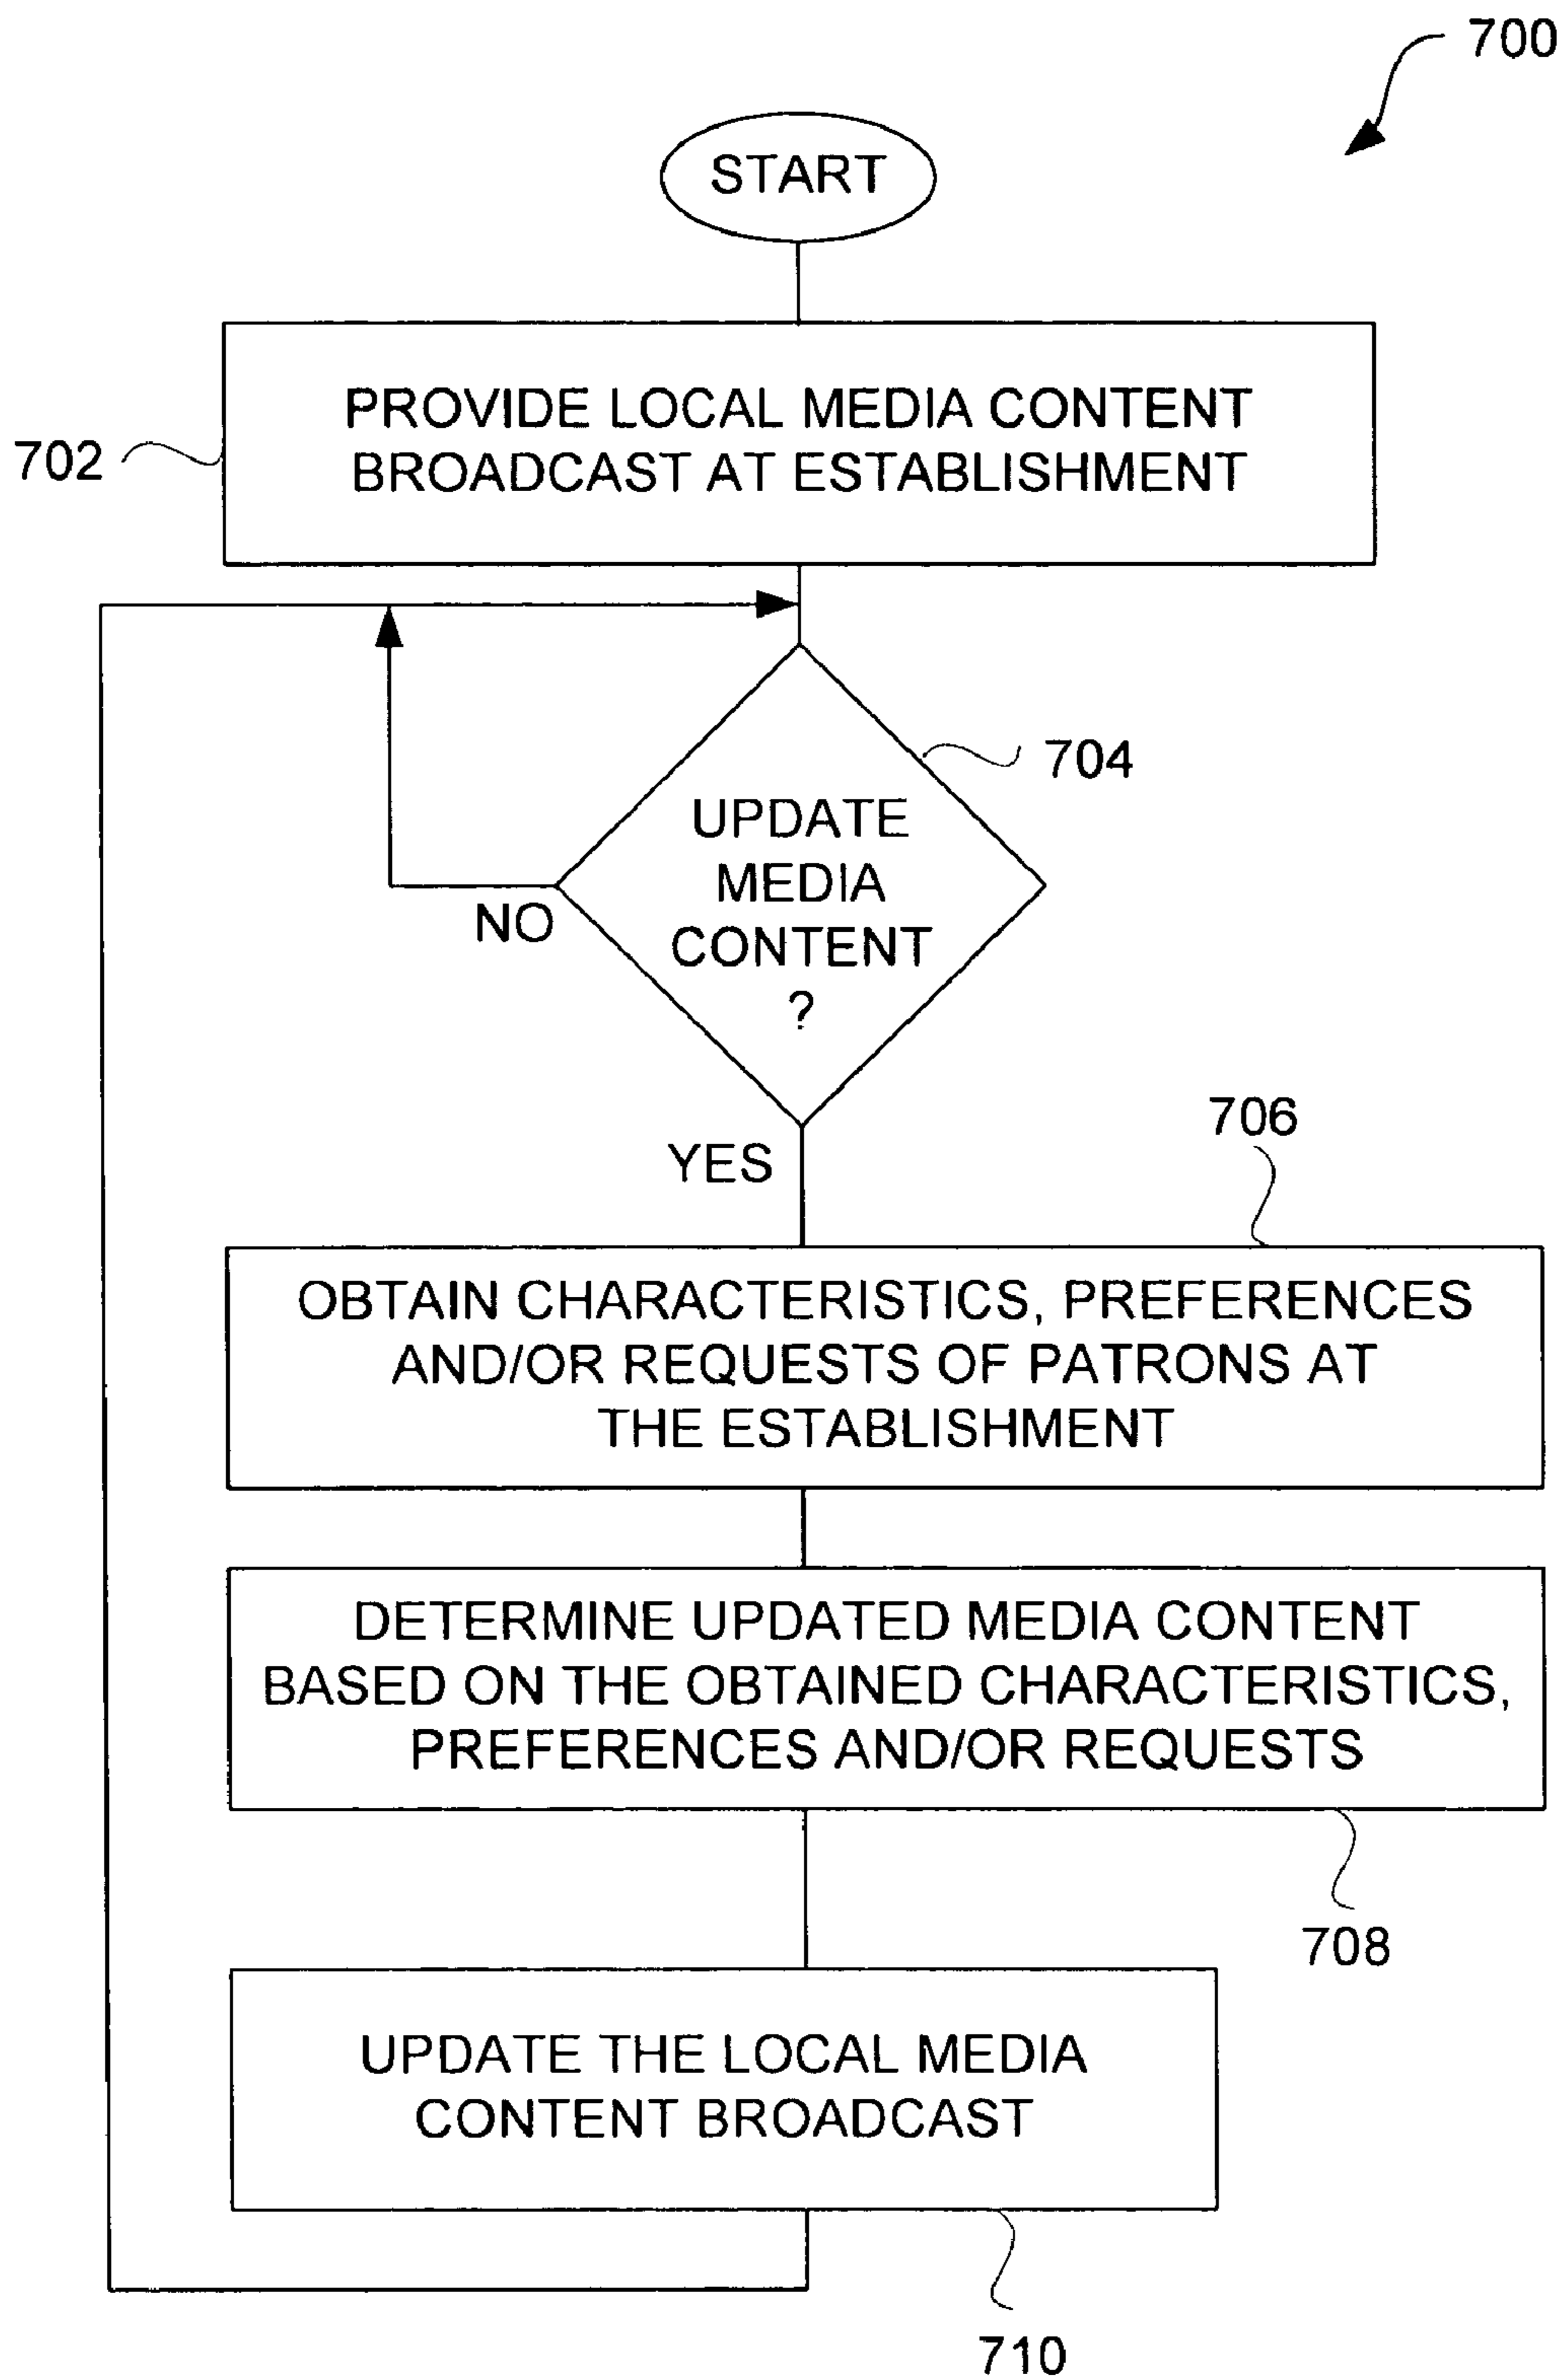 700
START
PROVIDE LOCAL MEDIA CONTENT
BROADCAST AT ESTABLISHMENT
702
704
UPDATE
MEDIA
CONTENT
?
NO
YES
706
OBTAIN CHARACTERISTICS, PREFERENCES
AND/OR REQUESTS OF PATRONS AT
THE ESTABLISHMENT
DETERMINE UPDATED MEDIA CONTENT
BASED ON THE OBTAINED CHARACTERISTICS,
PREFERENCES AND/OR REQUESTS
708
UPDATE THE LOCAL MEDIA
CONTENT BROADCAST
710